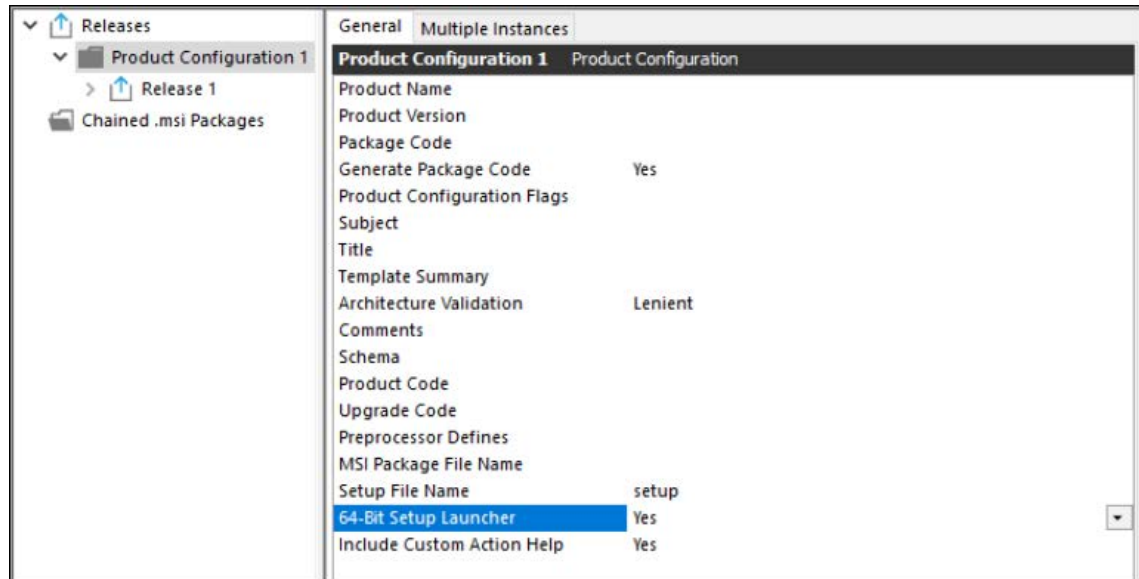 Releases
Product Configuration 1
Release 1
Chained .msi Packages
General Multiple Instances
Product Configuration 1 Product Configuration
Product Name
Product Version
Package Code
Generate Package Code Yes
Product Configuration Flags
Subject
Title
Template Summary
Architecture Validation Lenient
Comments
Schema
Product Code
Upgrade Code
Preprocessor Defines
MSI Package File Name
Setup File Name setup
64-Bit Setup Launcher Yes
Include Custom Action Help Yes